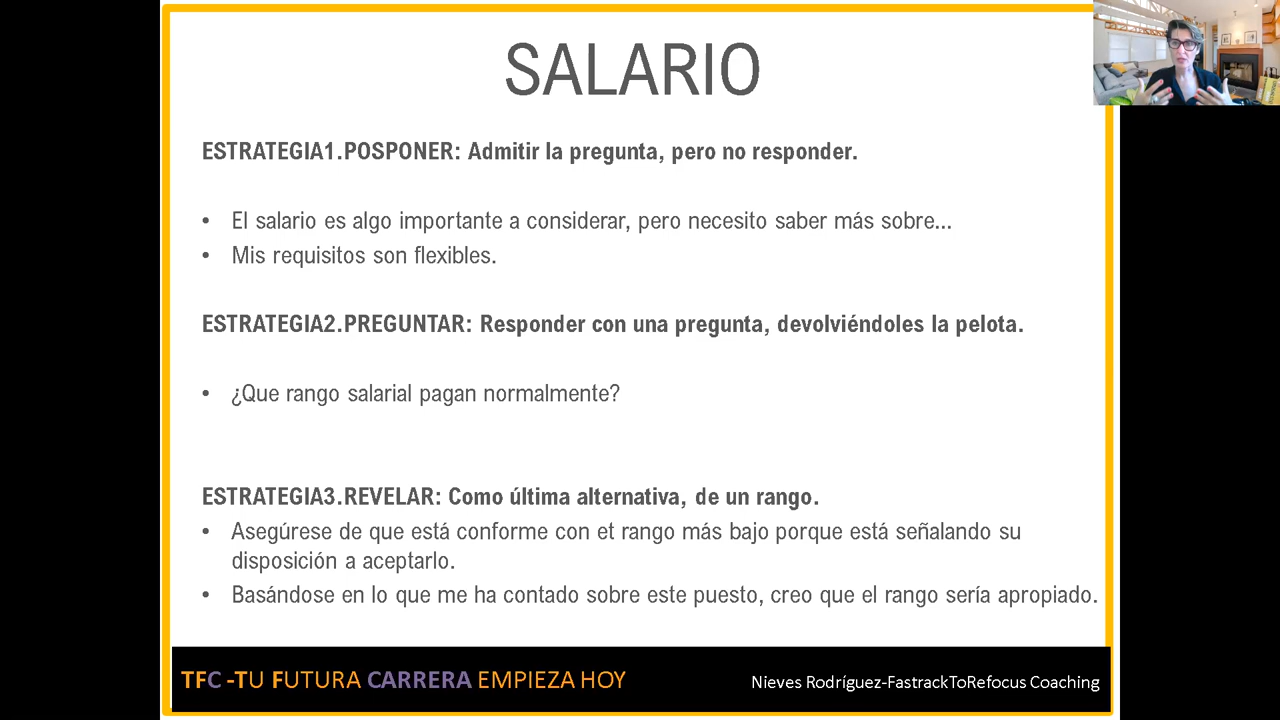 SALARIO
ESTRATEGIA1.POSPONER: Admitir la pregunta, pero no responder.
• El salario es algo importante a considerar, pero necesito saber más sobre...
• Mis requisitos son flexibles.
ESTRATEGIA2.PREGUNTAR: Responder con una pregunta, devolviéndoles la pelota.
• ¿Que rango salarial pagan normalmente?
ESTRATEGIA3.REVELAR: Como última alternativa, de un rango.
• Asegúrese de que está conforme con et rango más bajo porque está señalando su
disposición a aceptarlo.
• Basándose en lo que me ha contado sobre este puesto, creo que el rango sería apropiado.
TFC -TU FUTURA CARRERA EMPIEZA HOY
Nieves Rodríguez-FastrackToRefocus Coaching